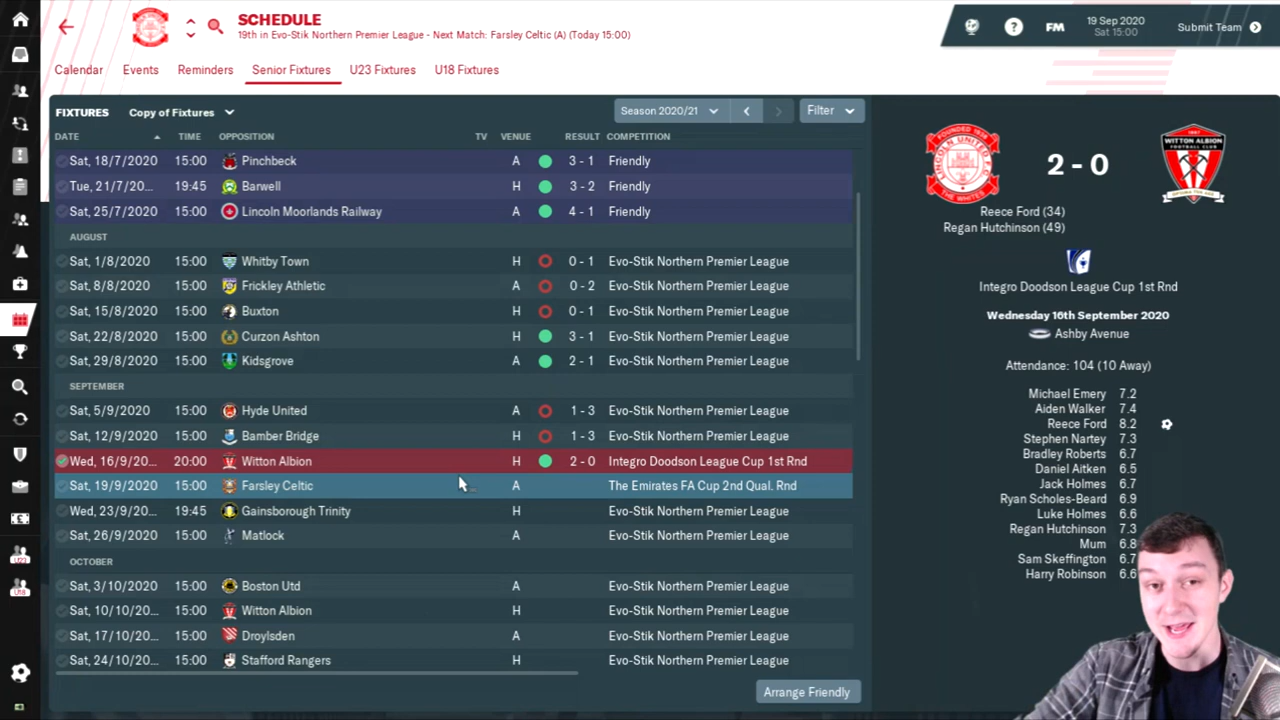 SCHEDULE
19th in Evo-Stik Northern Premier League - Next Match: Farsley Celtic (A) (Today 15:00)
FM
19 Sep 2020
Sat 15:00
Submit Team
Calendar Events Reminders Senior Fixtures U23 Fixtures U18 Fixtures
FIXTURES Copy of Fixtures Season 2020/21 Filter
DATE TIME OPPOSITION TV VENUE RESULT COMPETITION
Sat, 18/7/2020 15:00 Pinchbeck A 3 - 1 Friendly
Tue, 21/7/20... 19:45 Barwell H 3 - 2 Friendly
Sat, 25/7/2020 15:00 Lincoln Moorlands Railway A 4 - 1 Friendly
AUGUST
Sat, 1/8/2020 15:00 Whitby Town H 0 - 1 Evo-Stik Northern Premier League
Sat, 8/8/2020 15:00 Frickley Athletic A 0 - 2 Evo-Stik Northern Premier League
Sat, 15/8/2020 15:00 Buxton H 0 - 1 Evo-Stik Northern Premier League
Sat, 22/8/2020 15:00 Curzon Ashton H 3 - 1 Evo-Stik Northern Premier League
Sat, 29/8/2020 15:00 Kidsgrove A 2 - 1 Evo-Stik Northern Premier League
SEPTEMBER
Sat, 5/9/2020 15:00 Hyde United A 1 - 3 Evo-Stik Northern Premier League
Sat, 12/9/2020 15:00 Bamber Bridge H 1 - 3 Evo-Stik Northern Premier League
Wed, 16/9/20... 20:00 Witton Albion H 2 - 0 Integro Doodson League Cup 1st Rnd
Sat, 19/9/2020 15:00 Farsley Celtic A The Emirates FA Cup 2nd Qual. Rnd
Wed, 23/9/20... 19:45 Gainsborough Trinity H Evo-Stik Northern Premier League
Sat, 26/9/2020 15:00 Matlock A Evo-Stik Northern Premier League
OCTOBER
Sat, 3/10/2020 15:00 Boston Utd A Evo-Stik Northern Premier League
Sat, 10/10/20... 15:00 Witton Albion H Evo-Stik Northern Premier League
Sat, 17/10/20... 15:00 Droylsden A Evo-Stik Northern Premier League
Sat, 24/10/20... 15:00 Stafford Rangers H Evo-Stik Northern Premier League
Arrange Friendly
LINCOLN UNITED F.C.
THE WHITES
WITTON ALBION
FOOTBALL CLUB
2 - 0
Reece Ford (34)
Regan Hutchinson (49)
Integro Doodson League Cup 1st Rnd
Wednesday 16th September 2020
Ashby Avenue
Attendance: 104 (10 Away)
Michael Emery 7.2
Aiden Walker 7.4
Reece Ford 8.2
Stephen Nartey 7.3
Bradley Roberts 6.7
Daniel Aitken 6.5
Jack Holmes 6.7
Ryan Scholes-Beard 6.9
Luke Holmes 6.6
Regan Hutchinson 7.3
Mum 6.8
Sam Skeffington 6.7
Harry Robinson 6.6
U23
U18